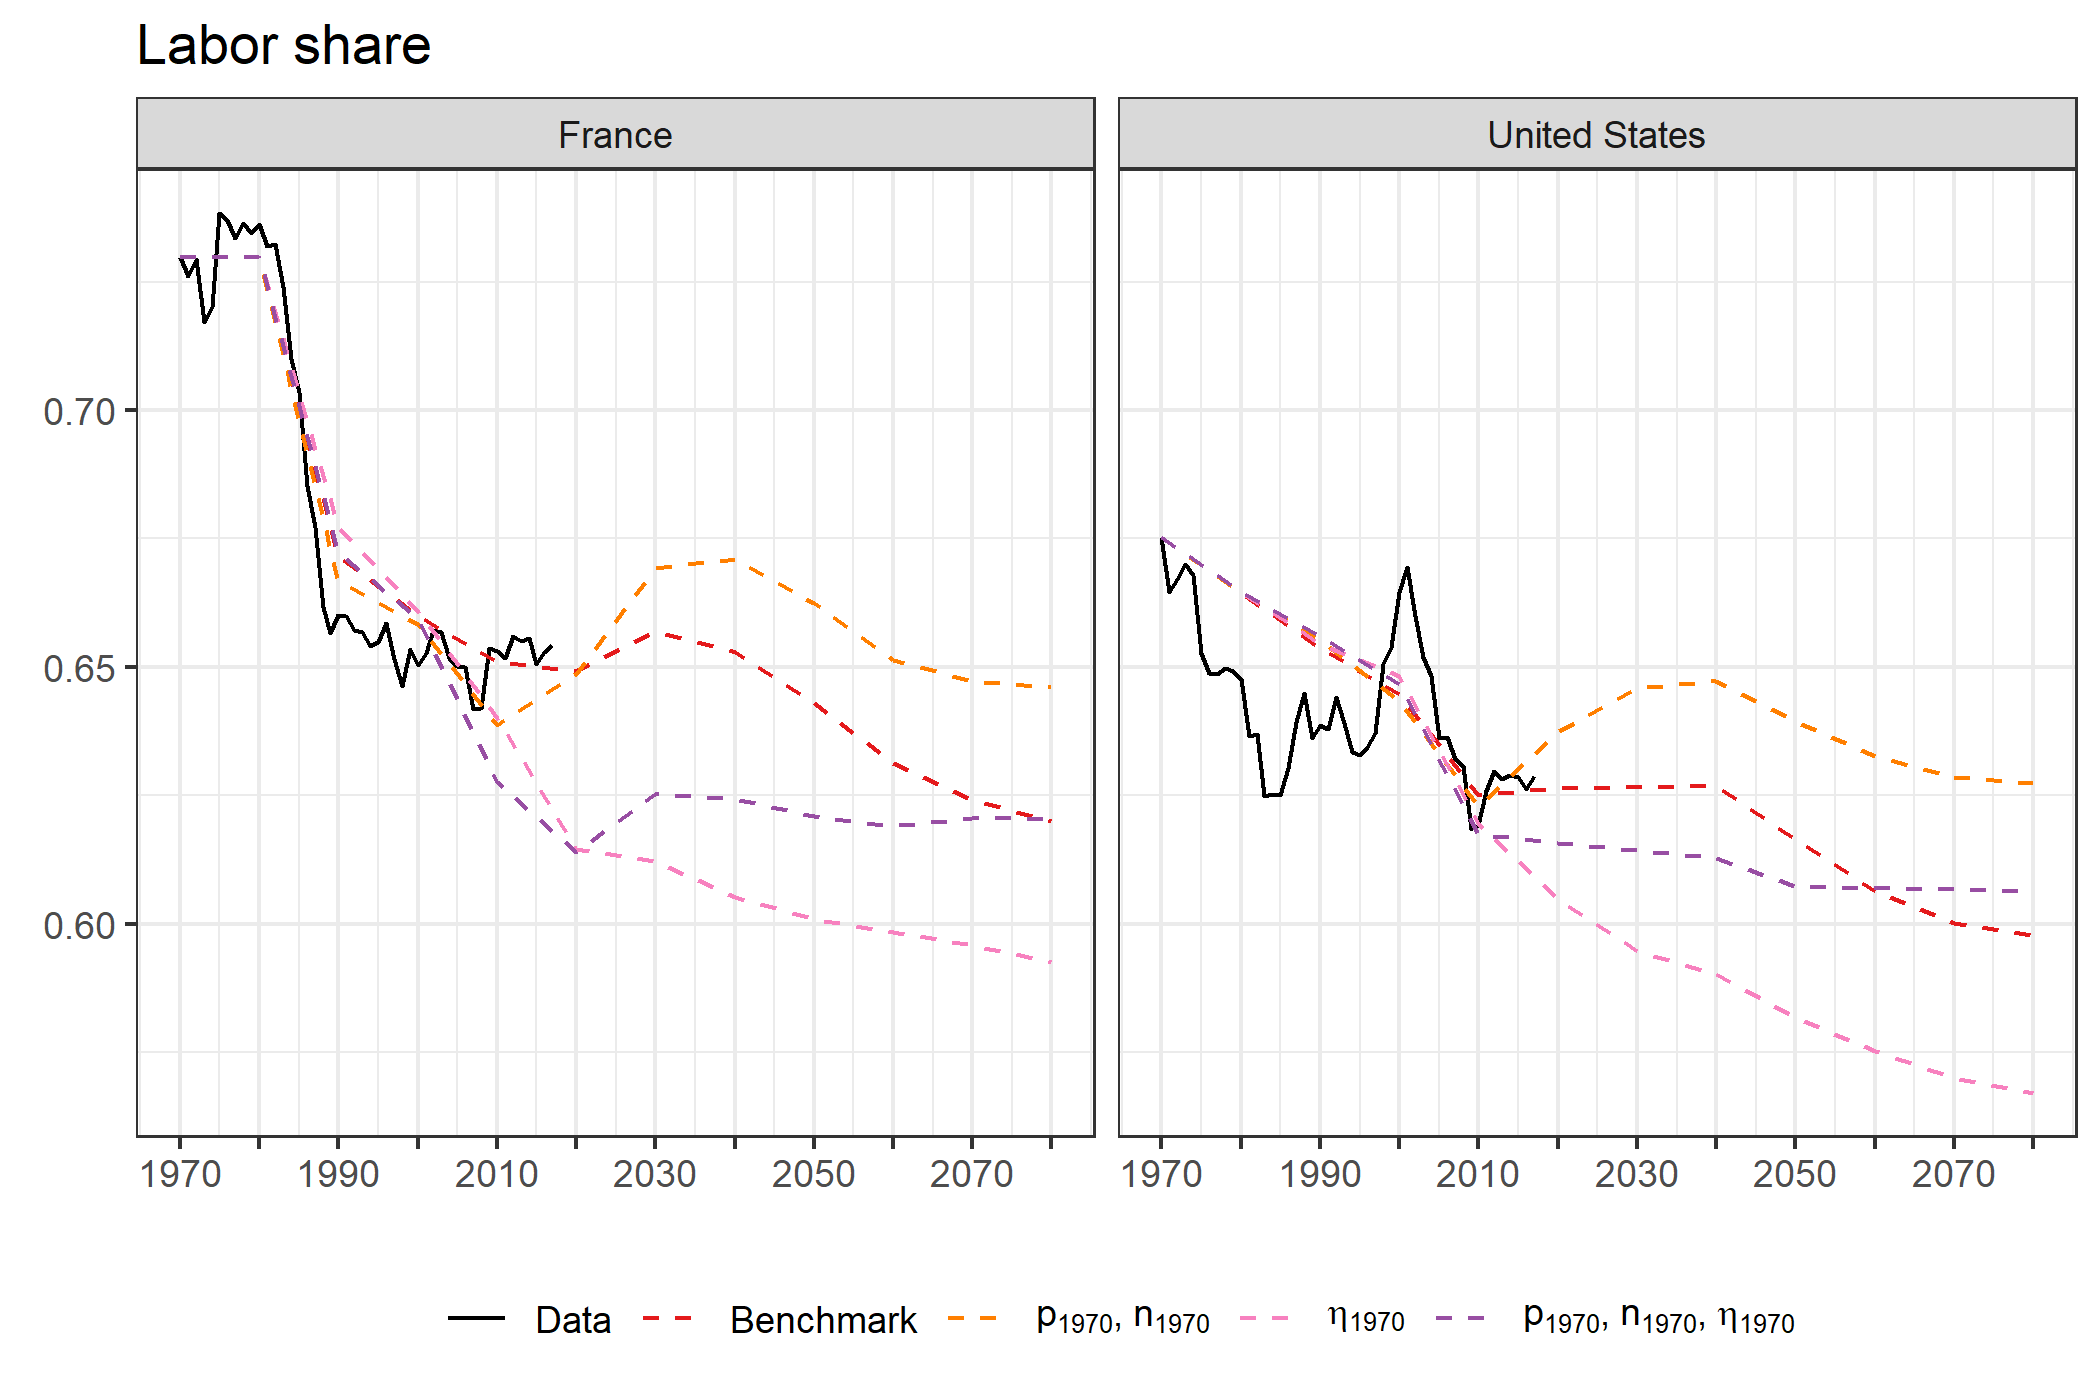 Labor share
France
United States
0.70
0.65
0.60
1970 1990 2010 2030 2050 2070
1970 1990 2010 2030 2050 2070
Data Benchmark p₁₉₇₀, n₁₉₇₀ η₁₉₇₀ p₁₉₇₀, n₁₉₇₀, η₁₉₇₀